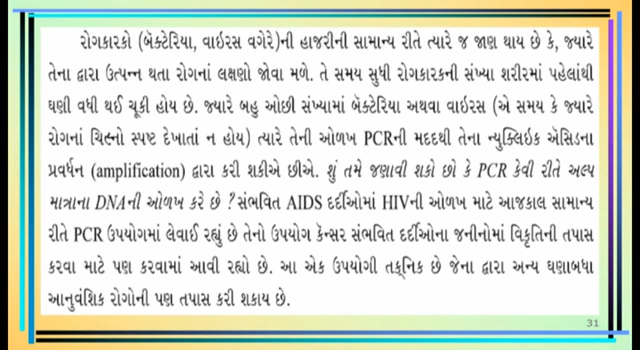 રોગકારકો (બૅક્ટેરિયા, વાઇરસ વગેરે)ની હાજરીની સામાન્ય રીતે ત્યારે જ જાણ થાય છે કે, જ્યારે
તેના દ્વારા ઉત્પન્ન થતા રોગનાં લક્ષણો જોવા મળે. તે સમય સુધી રોગકારકની સંખ્યા શરીરમાં પહેલાંથી
ઘણી વધી થઈ ચૂકી હોય છે. જ્યારે બહુ ઓછી સંખ્યામાં બૅક્ટેરિયા અથવા વાઇરસ (એ સમય કે જ્યારે
રોગનાં ચિહ્નો સ્પષ્ટ દેખાતાં ન હોય) ત્યારે તેની ઓળખ PCRની મદદથી તેના ન્યુક્લિઇક ઍસિડના
પ્રવર્ધન (amplification) દ્વારા કરી શકીએ છીએ. શું તમે જણાવી શકો છો કે PCR કેવી રીતે અલ્પ
માત્રાના DNAની ઓળખ કરે છે ? સંભવિત AIDS દર્દીઓમાં HIVની ઓળખ માટે આજકાલ સામાન્ય
રીતે PCR ઉપયોગમાં લેવાઈ રહ્યું છે તેનો ઉપયોગ કૅન્સર સંભવિત દર્દીઓના જનીનોમાં વિકૃતિની તપાસ
કરવા માટે પણ કરવામાં આવી રહ્યો છે. આ એક ઉપયોગી તક્નિક છે જેના દ્વારા અન્ય ઘણાબધા
આનુવંશિક રોગોની પણ તપાસ કરી શકાય છે.
31